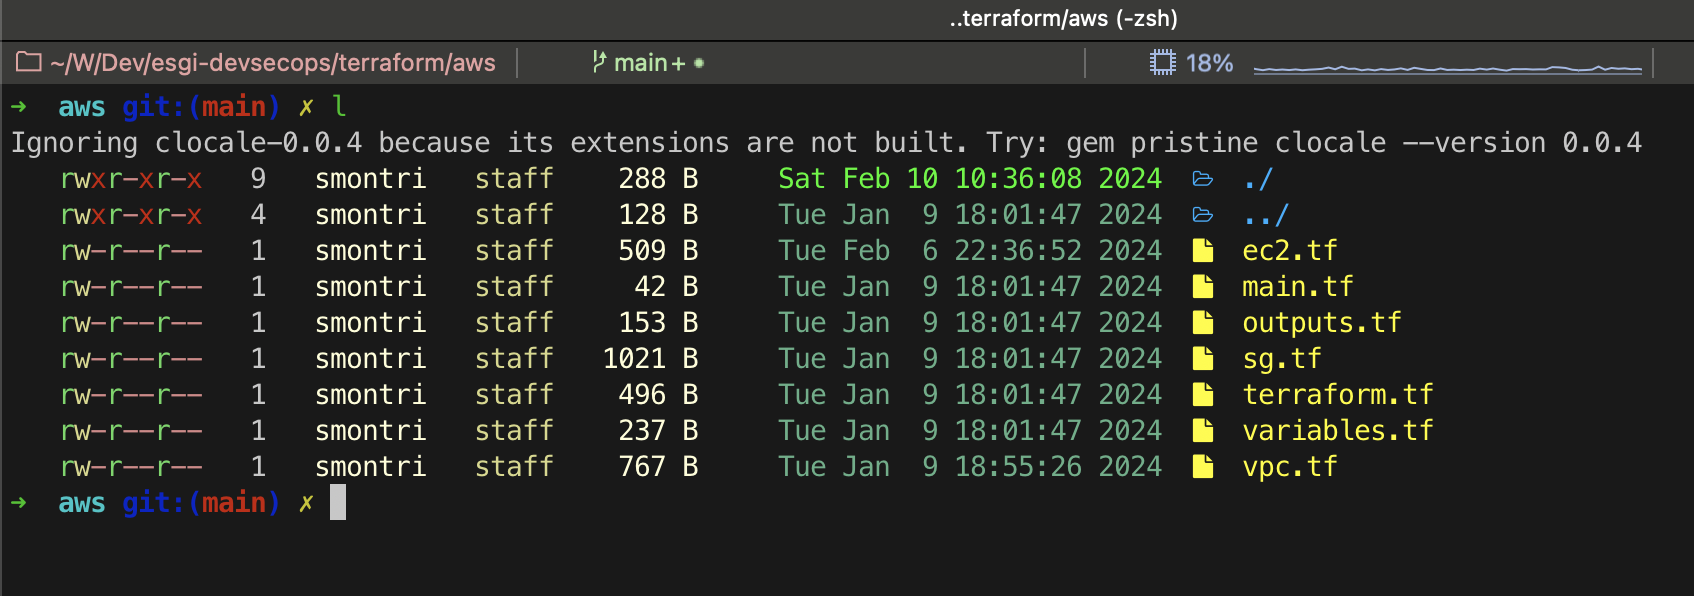 ..terraform/aws (-zsh)
~/W/Dev/esgi-devsecops/terraform/aws main+ ● 18%
➜ aws git:(main) ✗ l
Ignoring clocale-0.0.4 because its extensions are not built. Try: gem pristine clocale --version 0.0.4
rwxr-xr-x 9 smontri staff 288 B Sat Feb 10 10:36:08 2024 ./
rwxr-xr-x 4 smontri staff 128 B Tue Jan 9 18:01:47 2024 ../
rw-r--r-- 1 smontri staff 509 B Tue Feb 6 22:36:52 2024 ec2.tf
rw-r--r-- 1 smontri staff 42 B Tue Jan 9 18:01:47 2024 main.tf
rw-r--r-- 1 smontri staff 153 B Tue Jan 9 18:01:47 2024 outputs.tf
rw-r--r-- 1 smontri staff 1021 B Tue Jan 9 18:01:47 2024 sg.tf
rw-r--r-- 1 smontri staff 496 B Tue Jan 9 18:01:47 2024 terraform.tf
rw-r--r-- 1 smontri staff 237 B Tue Jan 9 18:01:47 2024 variables.tf
rw-r--r-- 1 smontri staff 767 B Tue Jan 9 18:55:26 2024 vpc.tf
➜ aws git:(main) ✗